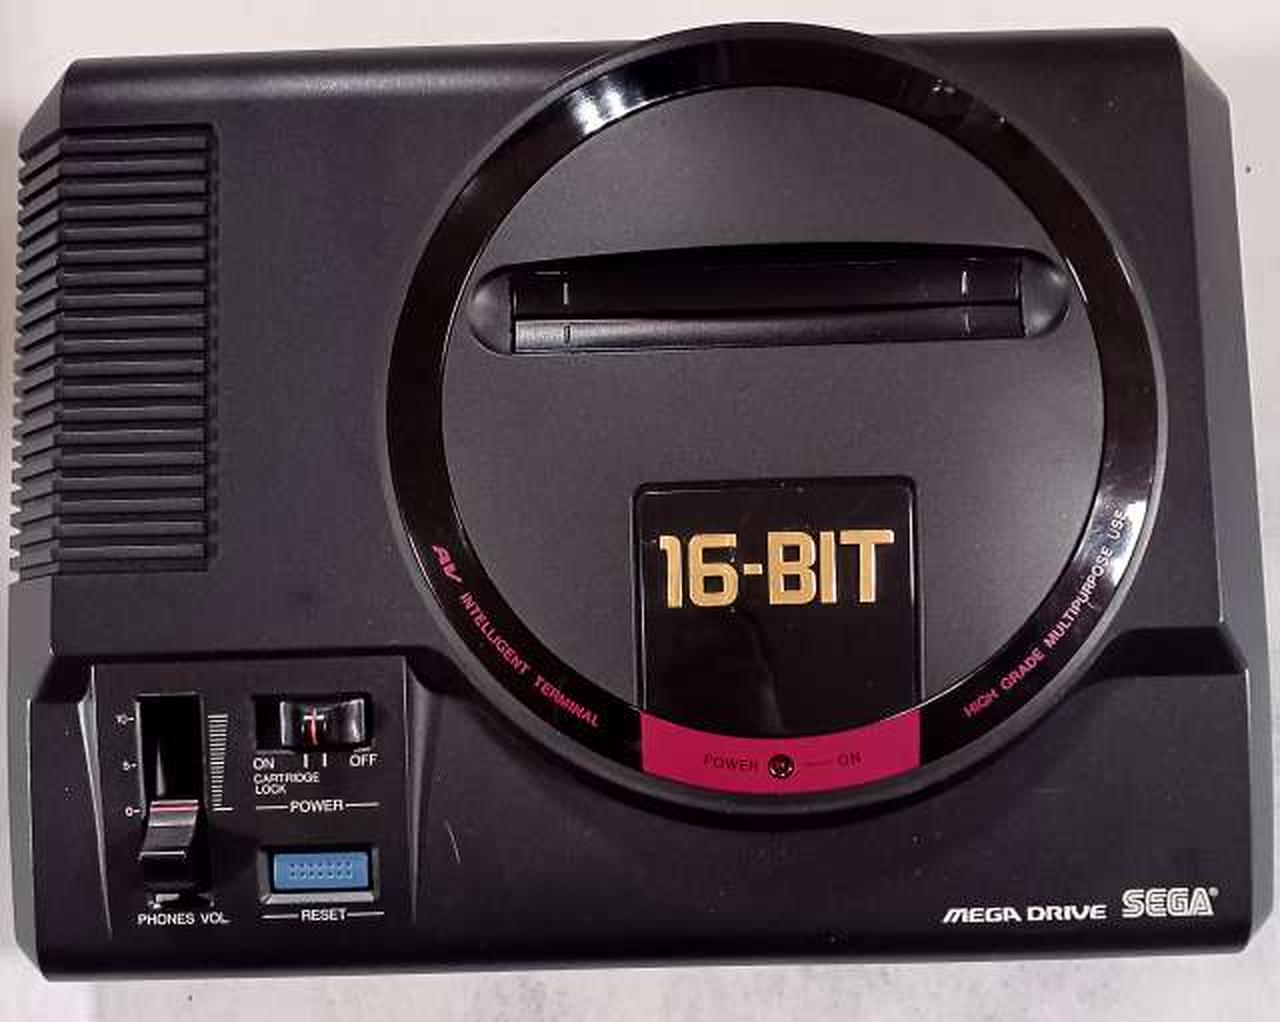 16-BIT
AV INTELLIGENT TERMINAL
HIGH GRADE MULTIPURPOSE USE
POWER ON
10
5
0
PHONES VOL
ON OFF
CARTRIDGE
LOCK
POWER
RESET
MEGA DRIVE SEGA®